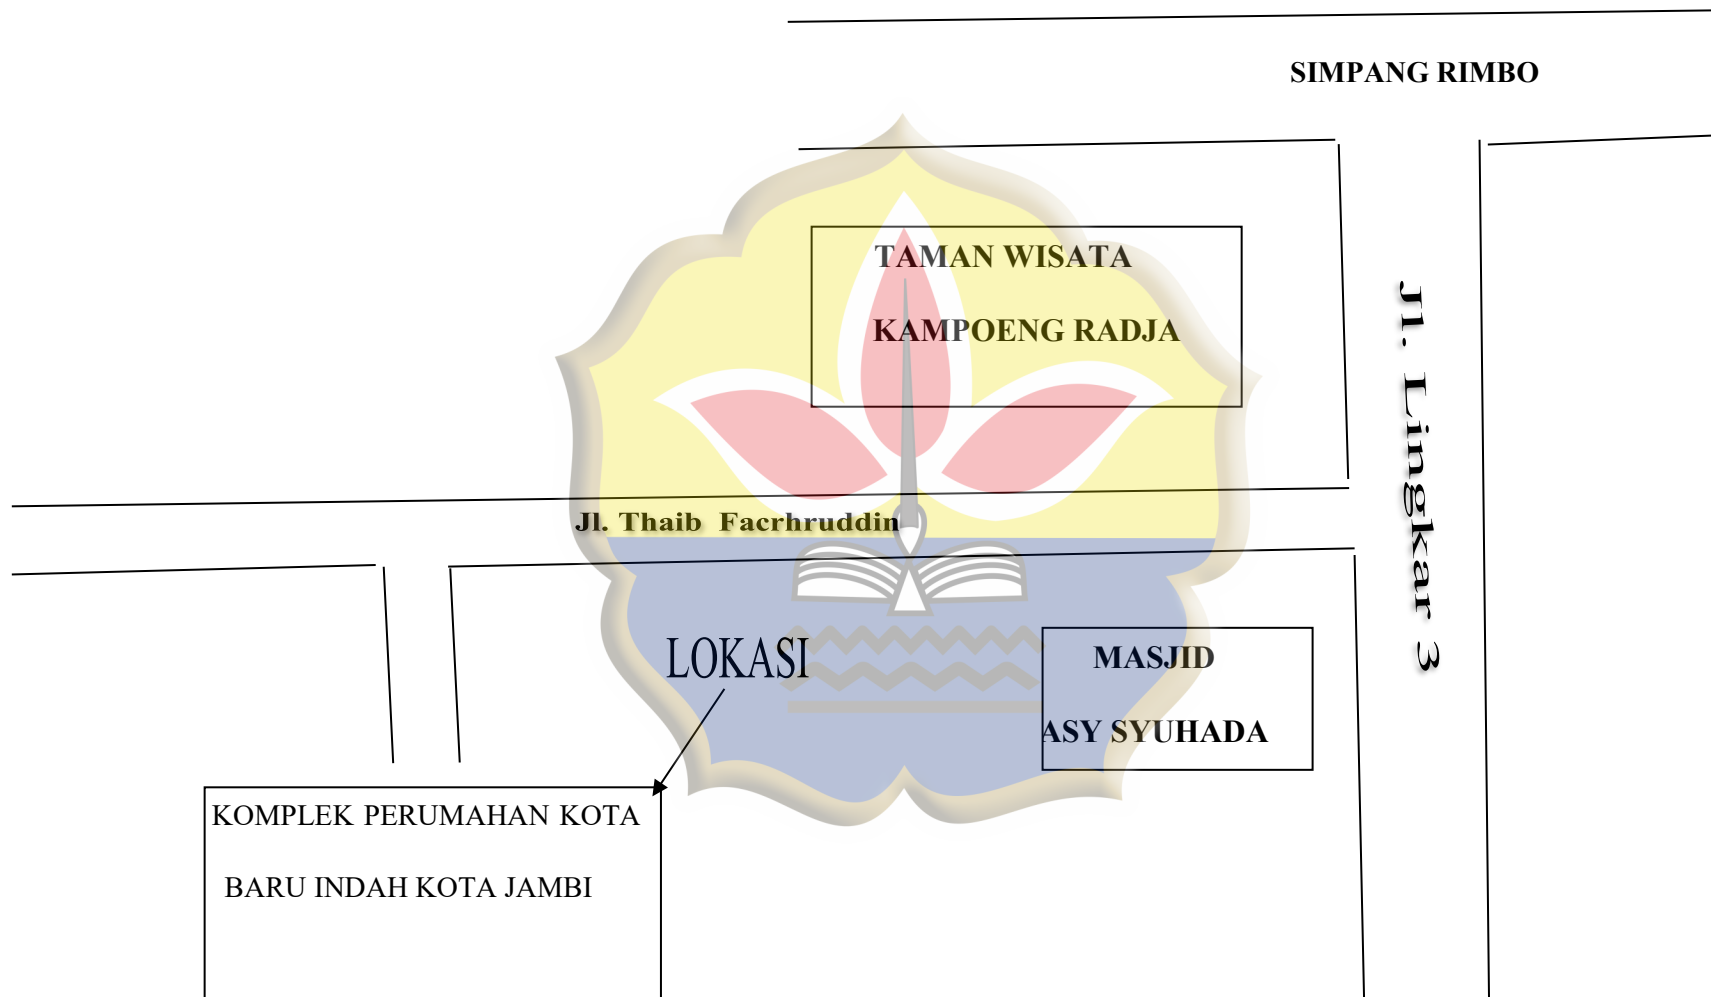 SIMPANG RIMBO
TAMAN WISATA
KAMPOENG RADJA
Jl. Lingkar 3
Jl. Thaib Facrhruddin
LOKASI
MASJID
ASY SYUHADA
KOMPLEK PERUMAHAN KOTA
BARU INDAH KOTA JAMBI